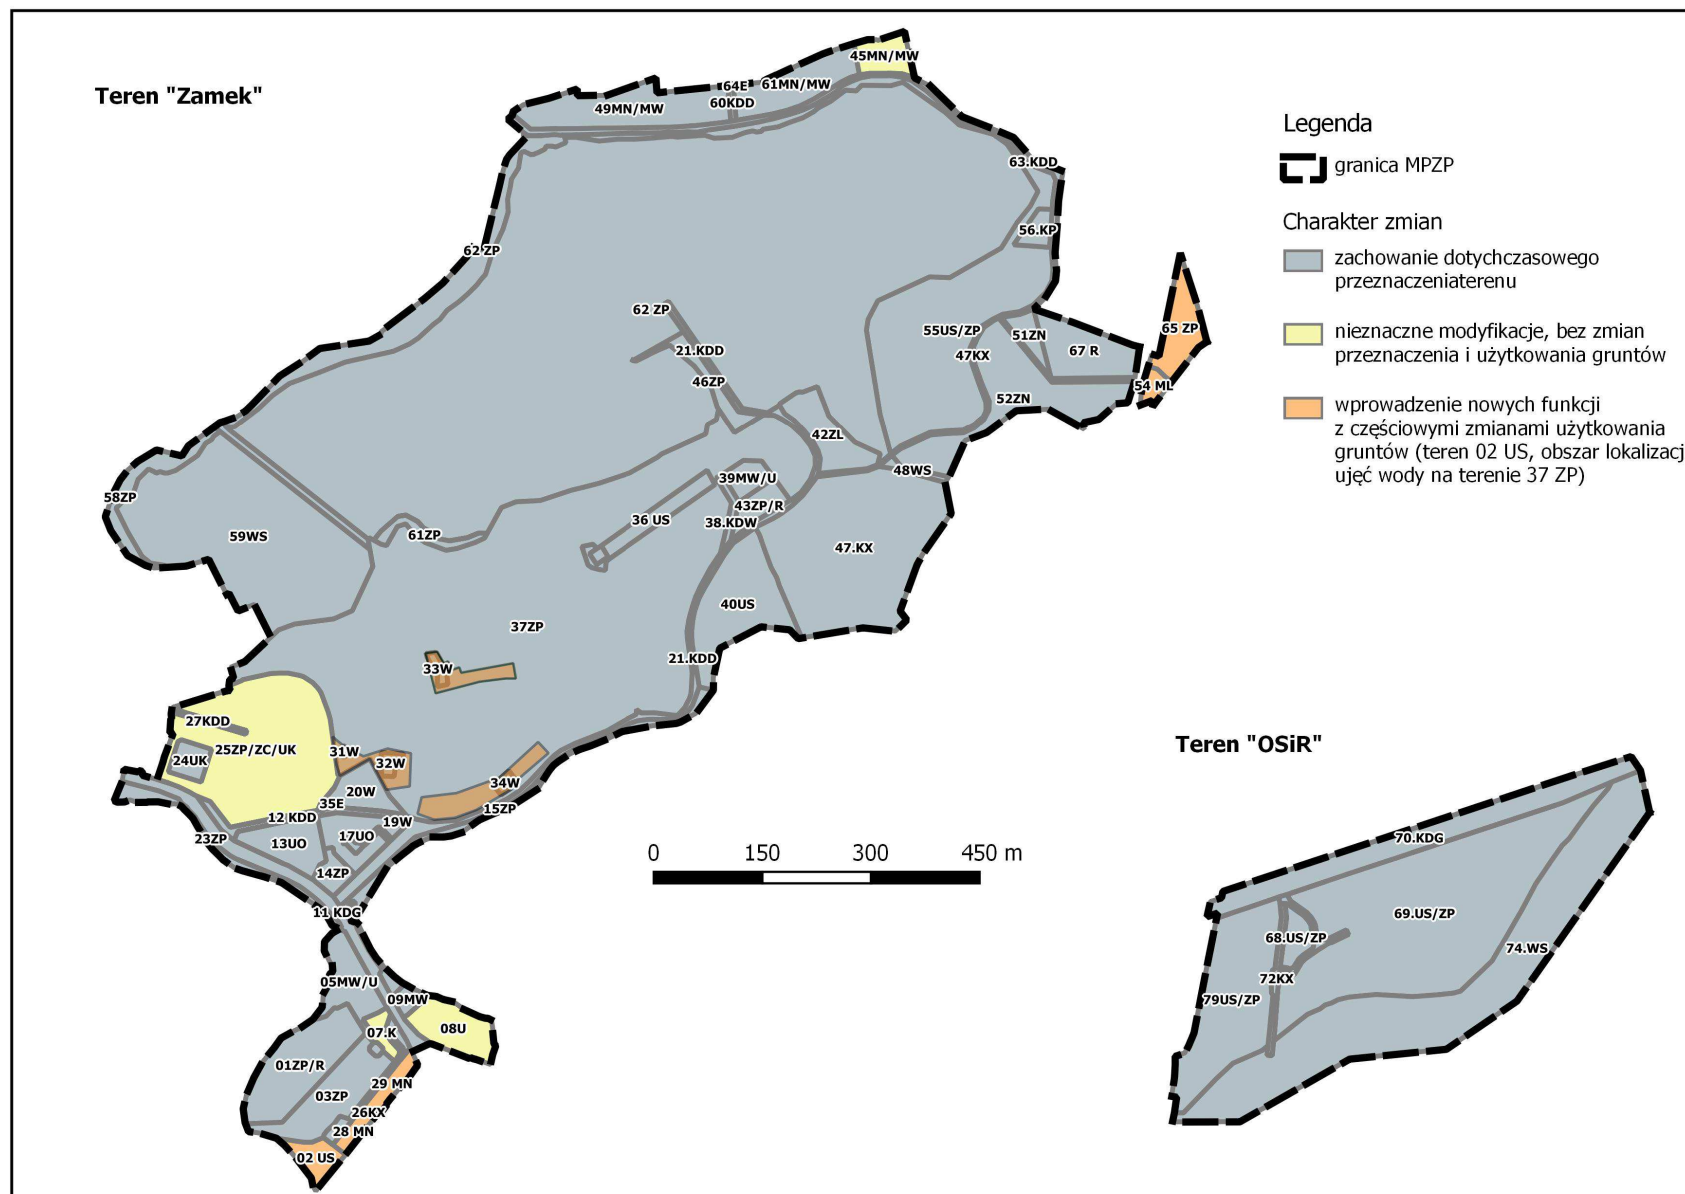 Teren "Zamek"
45MN/MW
64E
61MN/MW
60KDD
49MN/MW
63.KDD
56.KP
62 ZP
62 ZP
21.KDD
46ZP
55US/ZP
51ZN
47KX
67 R
65 ZP
54 ML
52ZN
42ZL
48WS
39MW/U
43ZP/R
36 US
38.KDW
58ZP
59WS
61ZP
47.KX
40US
37ZP
21.KDD
33W
27KDD
25ZP/ZC/UK
24UK
31W
32W
34W
20W
35E
15ZP
12 KDD
19W
23ZP
13UO
17UO
14ZP
11 KDG
05MW/U
09MW
08U
07.K
01ZP/R
29 MN
03ZP
26KX
28 MN
02 US
0 150 300 450 m
Legenda
granica MPZP
Charakter zmian
zachowanie dotychczasowego
przeznaczeniaterenu
nieznaczne modyfikacje, bez zmian
przeznaczenia i użytkowania gruntów
wprowadzenie nowych funkcji
z częściowymi zmianami użytkowania
gruntów (teren 02 US, obszar lokalizacj
ujęć wody na terenie 37 ZP)
Teren "OSiR"
70.KDG
69.US/ZP
68.US/ZP
74.WS
72KX
79US/ZP